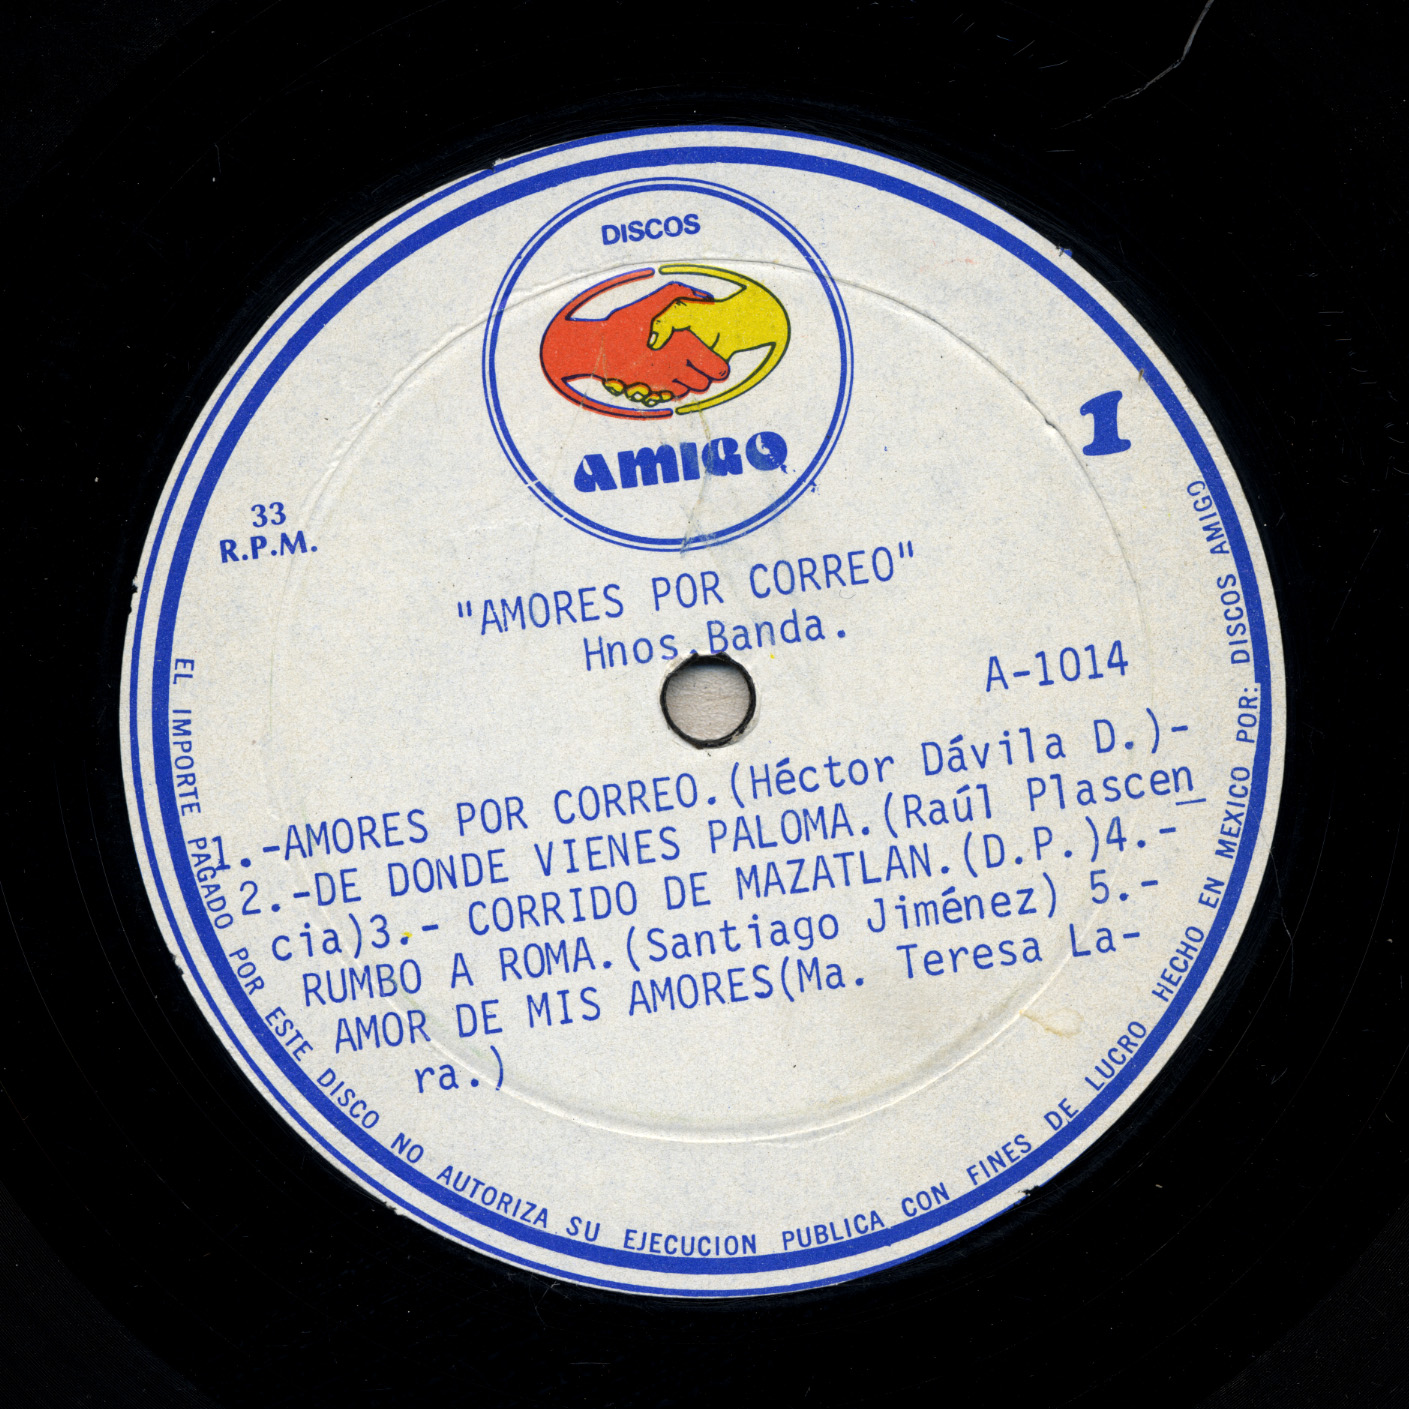 DISCOS
AMIGO
1
33
R.P.M.
"AMORES POR CORREO"
Hnos.Banda.
A-1014
1.-AMORES POR CORREO.(Héctor Dávila D.)-
2.-DE DONDE VIENES PALOMA.(Raúl Plascen
cia)3.- CORRIDO DE MAZATLAN.(D.P.)4.-
RUMBO A ROMA.(Santiago Jiménez) 5.-
AMOR DE MIS AMORES(Ma. Teresa La-
ra.)
EL IMPORTE PAGADO POR ESTE DISCO NO AUTORIZA SU EJECUCION PUBLICA CON FINES DE LUCRO HECHO EN MEXICO POR: DISCOS AMIGO.